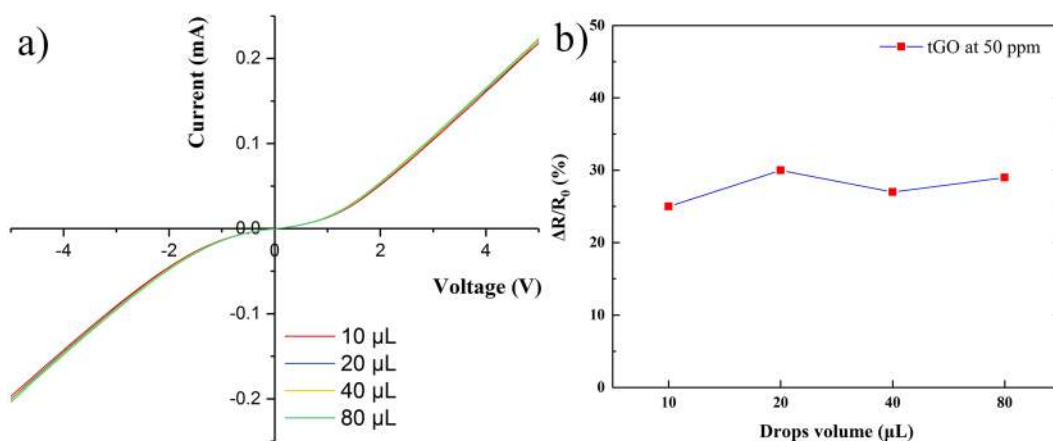 a)
Current (mA)
0.2
0.1
0.0
-4
-2
0
2
4
Voltage (V)
-0.1
-0.2
10 µL
20 µL
40 µL
80 µL
b)
50
40
30
20
10
0
ΔR/R0 (%)
tGO at 50 ppm
10
20
40
80
Drops volume (µL)